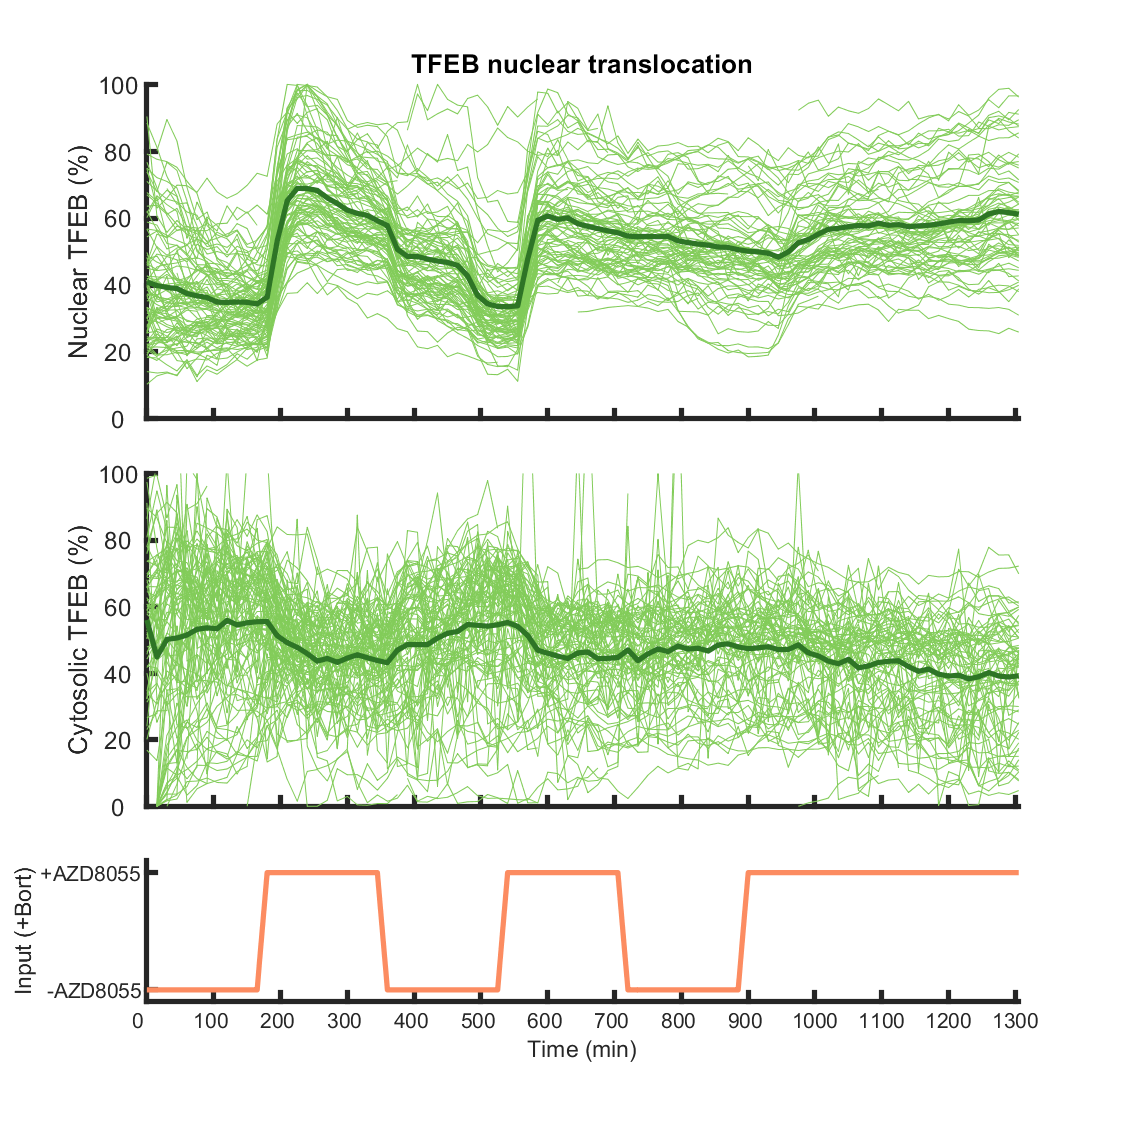 TFEB nuclear translocation
Nuclear TFEB (%)
100
80
60
40
20
0
Cytosolic TFEB (%)
100
80
60
40
20
0
Input (+Bort)
+AZD8055
-AZD8055
0 100 200 300 400 500 600 700 800 900 1000 1100 1200 1300
Time (min)